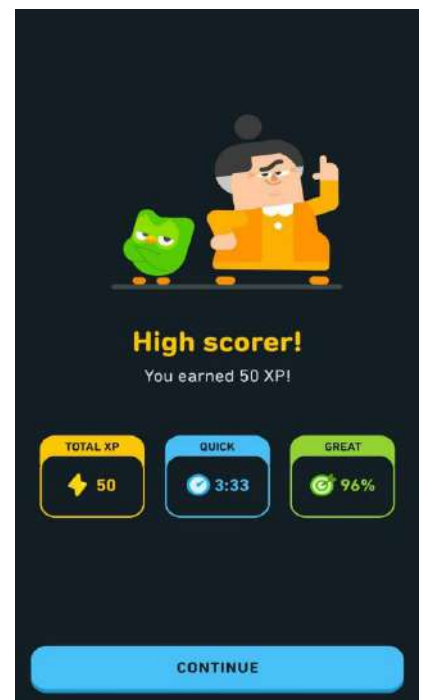 High scorer!
You earned 50 XP!
TOTAL XP
50
QUICK
3:33
GREAT
96%
CONTINUE